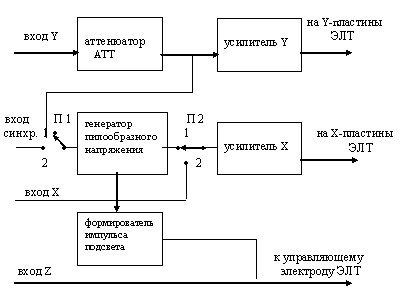 вход Y
аттенюатор
АТТ
усилитель Y
на Y-пластины
ЭЛТ
вход
синхр.
1
2
П 1
генератор
пилообразного
напряжения
П 2
1
2
усилитель X
на X-пластины
ЭЛТ
вход X
формирователь
импульса
подсвета
к управляющему
электроду ЭЛТ
вход Z